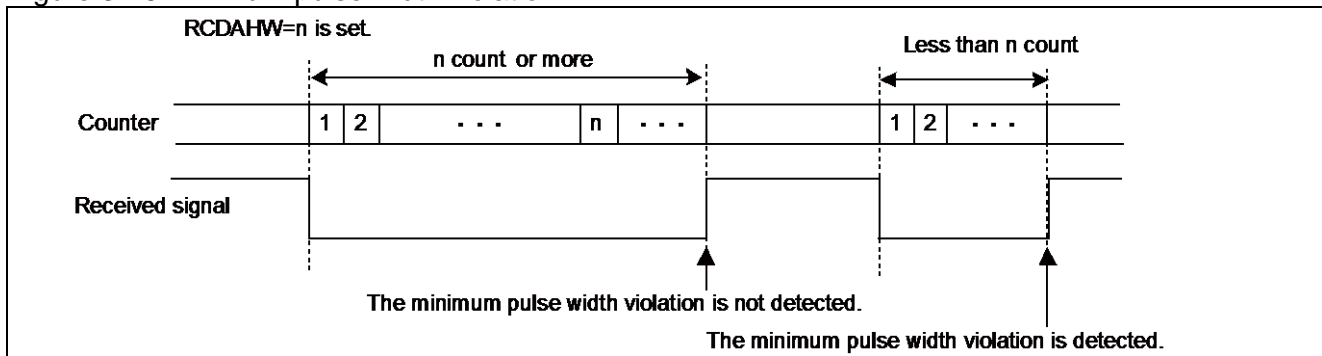 RCDAHW=n is set.
n count or more
Less than n count
Counter
1 2 · · · n · · ·
1 2 · · ·
Received signal
The minimum pulse width violation is not detected.
The minimum pulse width violation is detected.